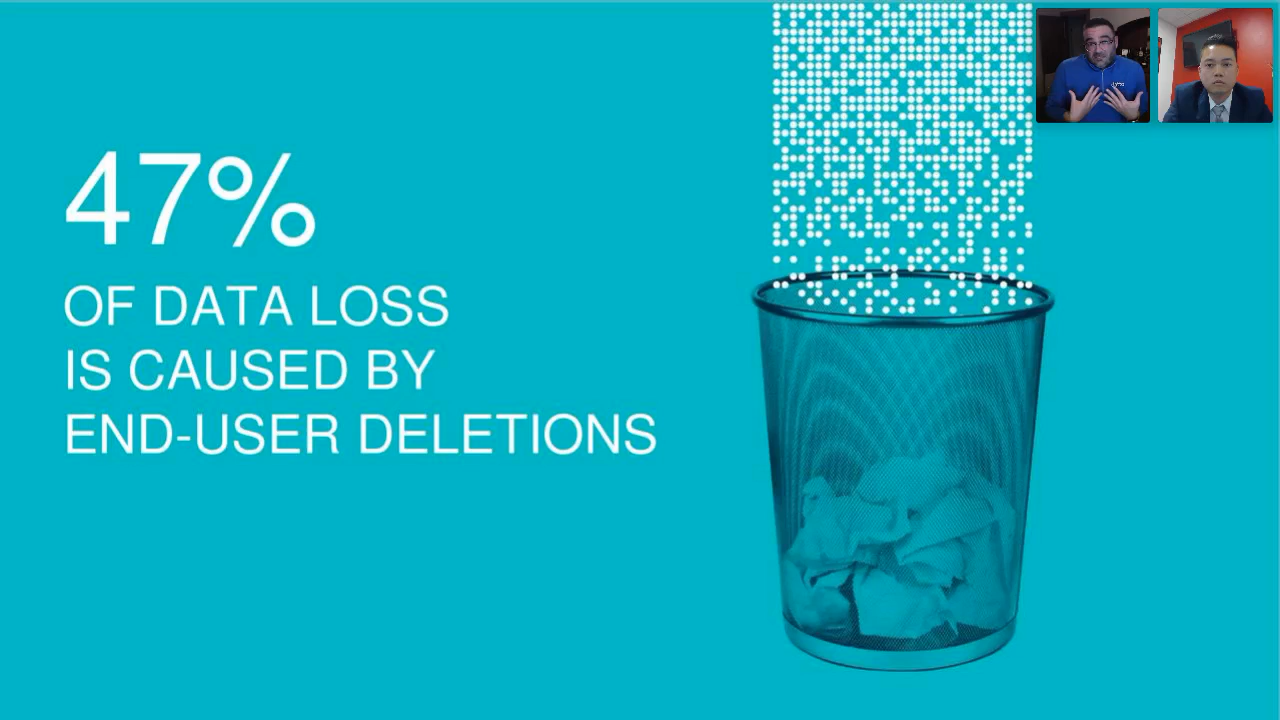 47%
OF DATA LOSS
IS CAUSED BY
END-USER DELETIONS